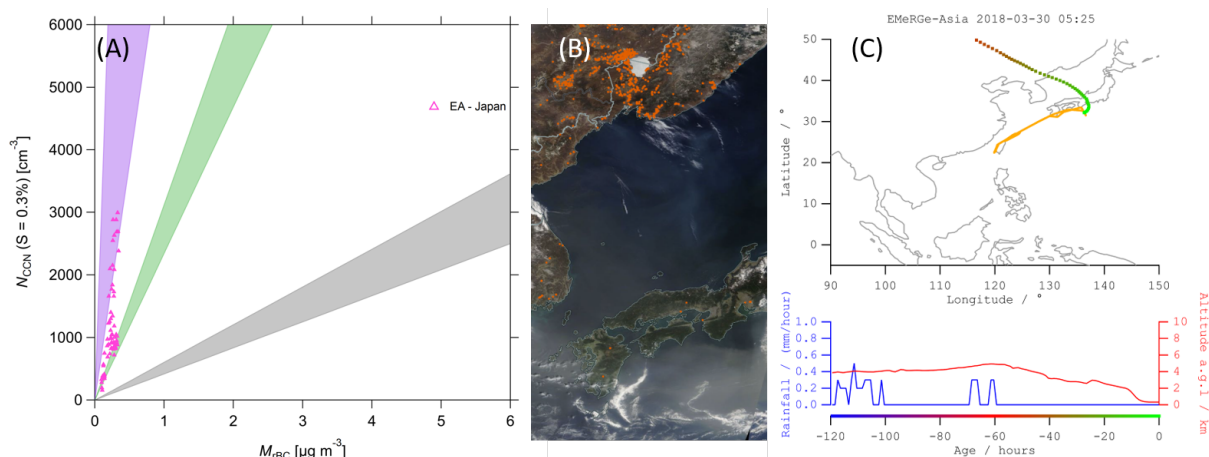 (A)
6000
5000
4000
3000
2000
1000
0
N_CCN (S = 0.3%) [cm⁻³]
EA - Japan
0 1 2 3 4 5 6
M_rBC [µg m⁻³]
(B)
EMeRGe-Asia 2018-03-30 05:25
(C)
50
40
30
20
10
0
Latitude / °
90 100 110 120 130 140 150
Longitude / °
Rainfall / (mm/hour)
1.0
0.8
0.6
0.4
0.2
0.0
10
8
6
4
2
0
Altitude a.g.l / km
-120 -100 -80 -60 -40 -20 0
Age / hours